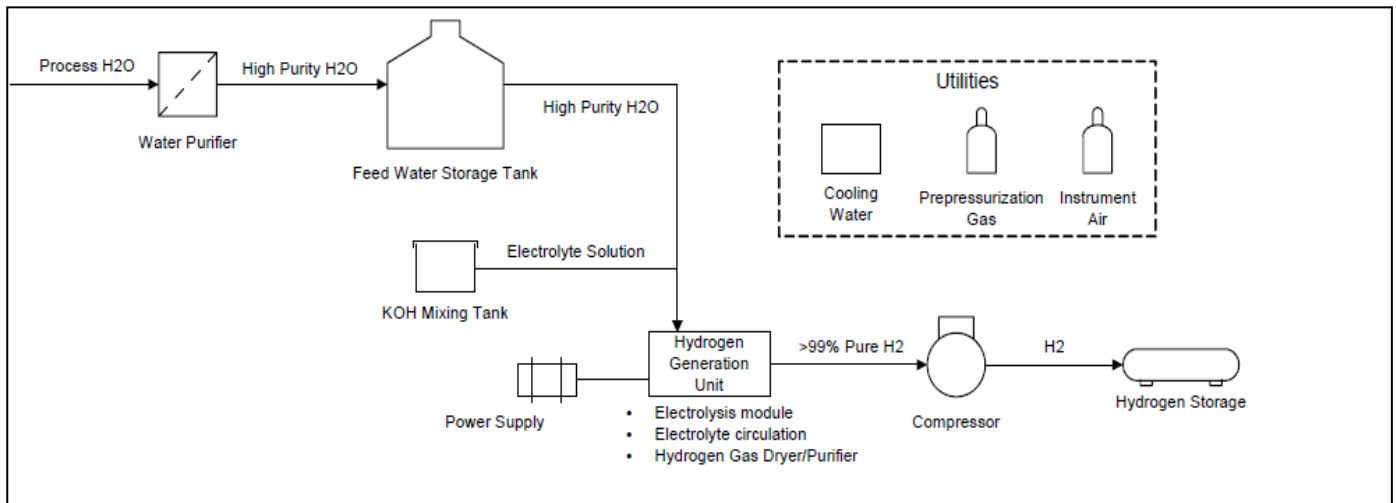 Process H2O
High Purity H2O
Water Purifier
Feed Water Storage Tank
High Purity H2O
Utilities
Cooling
Water
Prepressurization
Gas
Instrument
Air
Electrolyte Solution
KOH Mixing Tank
Power Supply
Hydrogen
Generation
Unit
• Electrolysis module
• Electrolyte circulation
• Hydrogen Gas Dryer/Purifier
>99% Pure H2
Compressor
H2
Hydrogen Storage